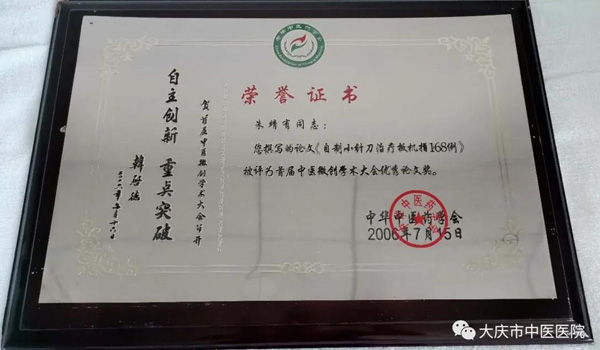 荣誉证书
朱靖有同志：
您撰写的论文《自制小针刀治疗扳机指168例》
被评为首届中医微创学术大会优秀论文奖。
中华中医药学会
2006年7月15日
贺首届中医微创学术大会召开
自主创新 重点突破
韩启德
大庆市中医医院